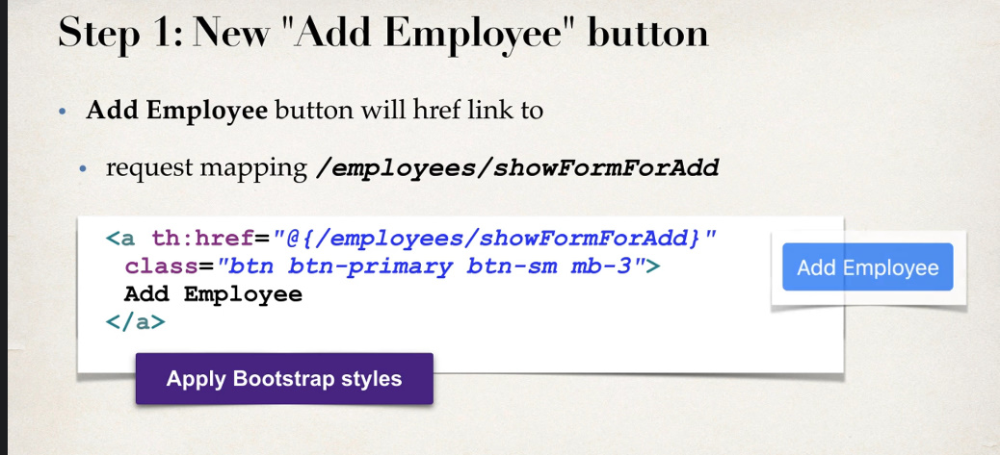 Step 1: New "Add Employee" button
• Add Employee button will href link to
• request mapping /employees/showFormForAdd
<a th:href="@{/employees/showFormForAdd}"
class="btn btn-primary btn-sm mb-3">
Add Employee
</a>
Add Employee
Apply Bootstrap styles